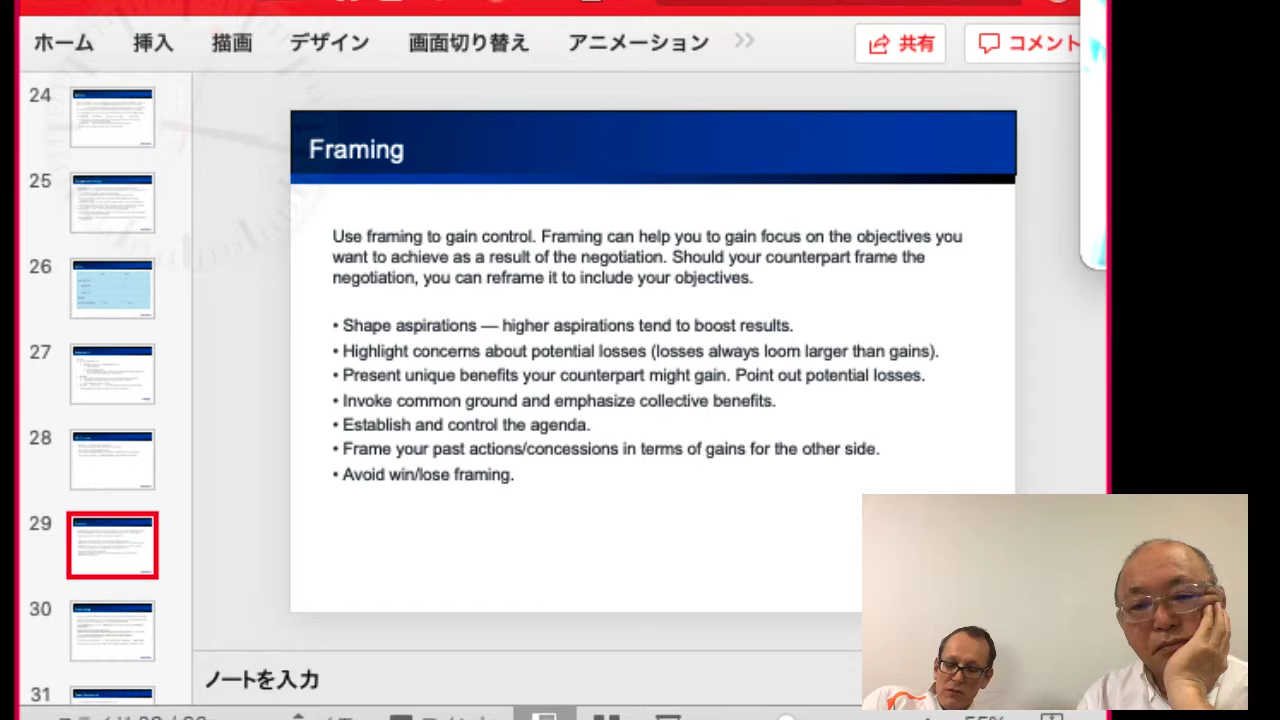 ホーム 挿入 描画 デザイン 画面切り替え アニメーション 共有 コメント
24
25
26
27
28
29
30
31
Framing
Use framing to gain control. Framing can help you to gain focus on the objectives you
want to achieve as a result of the negotiation. Should your counterpart frame the
negotiation, you can reframe it to include your objectives.
• Shape aspirations — higher aspirations tend to boost results.
• Highlight concerns about potential losses (losses always loom larger than gains).
• Present unique benefits your counterpart might gain. Point out potential losses.
• Invoke common ground and emphasize collective benefits.
• Establish and control the agenda.
• Frame your past actions/concessions in terms of gains for the other side.
• Avoid win/lose framing.
ノートを入力